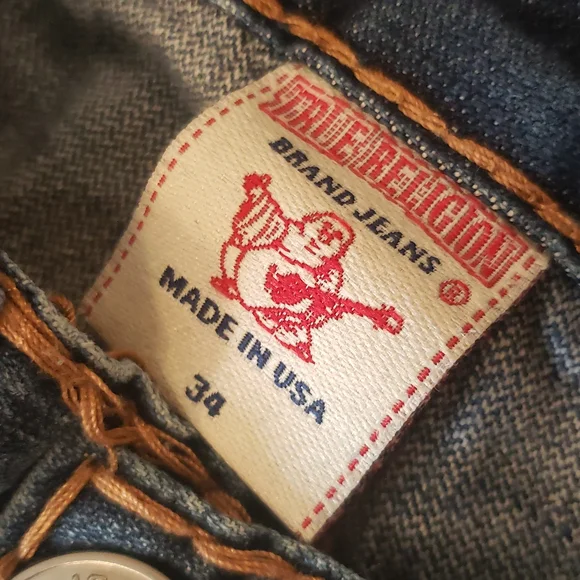 TRUE RELIGION
BRAND JEANS
®
MADE IN USA
34